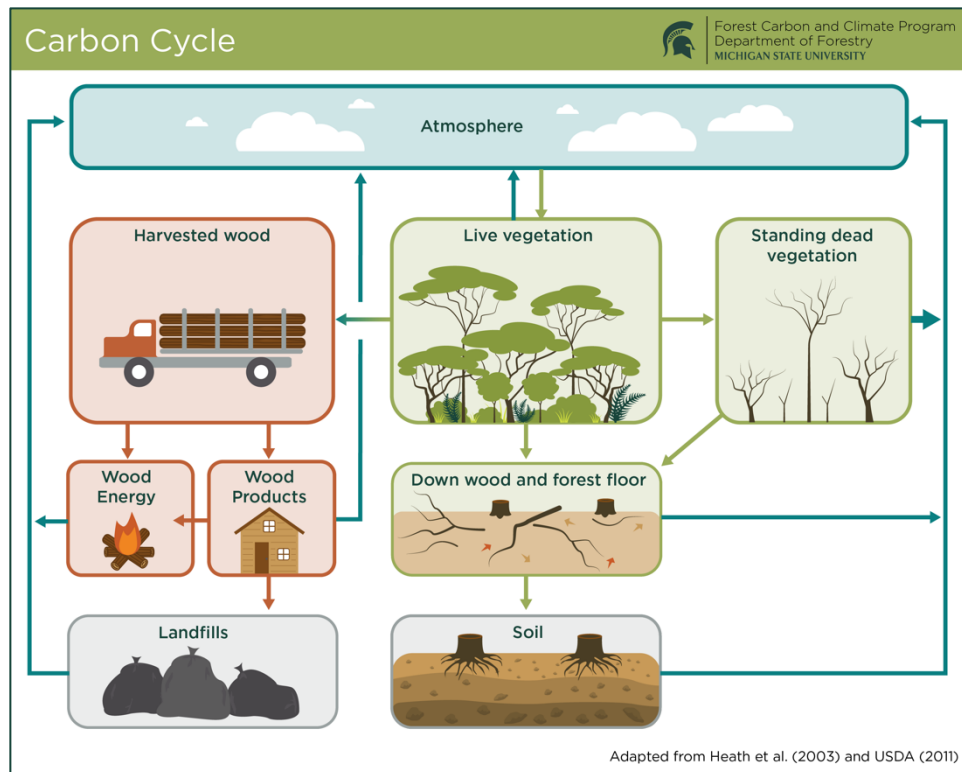 Carbon Cycle
Forest Carbon and Climate Program
Department of Forestry
MICHIGAN STATE UNIVERSITY
Atmosphere
Harvested wood
Live vegetation
Standing dead
vegetation
Wood
Energy
Wood
Products
Down wood and forest floor
Landfills
Soil
Adapted from Heath et al. (2003) and USDA (2011)